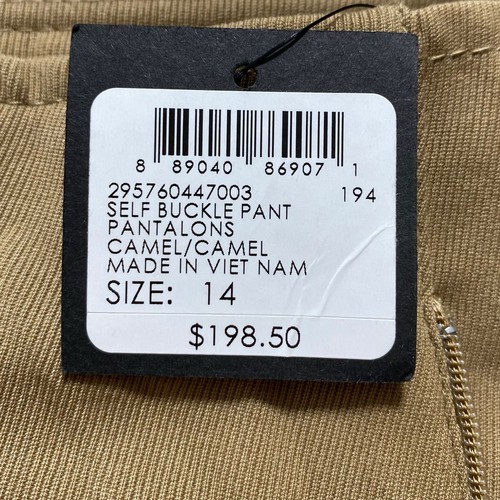 8 89040 86907 1
295760447003 194
SELF BUCKLE PANT
PANTALONS
CAMEL/CAMEL
MADE IN VIET NAM
SIZE: 14
$198.50